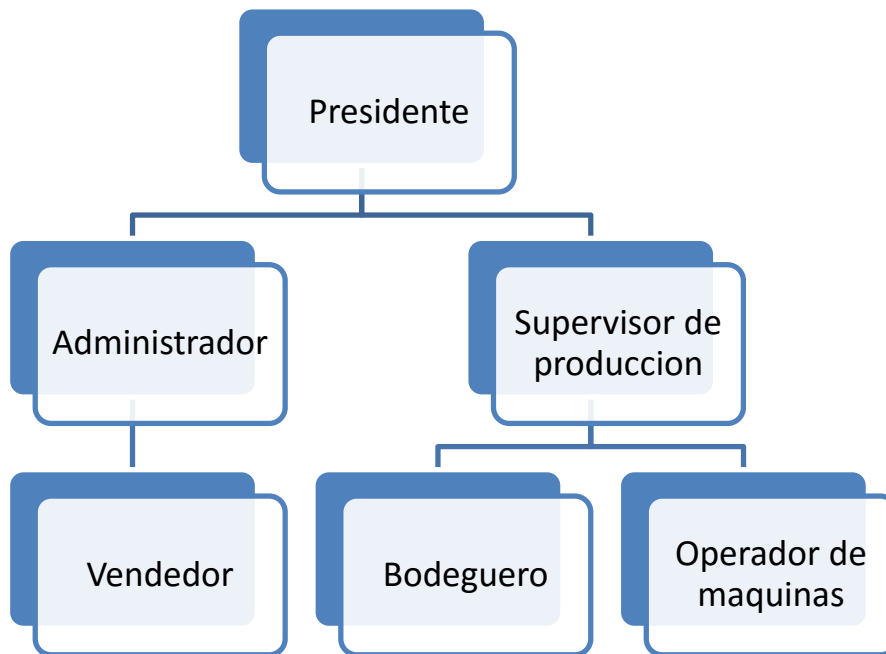 Presidente
Administrador
Supervisor de
produccion
Vendedor
Bodeguero
Operador de
maquinas